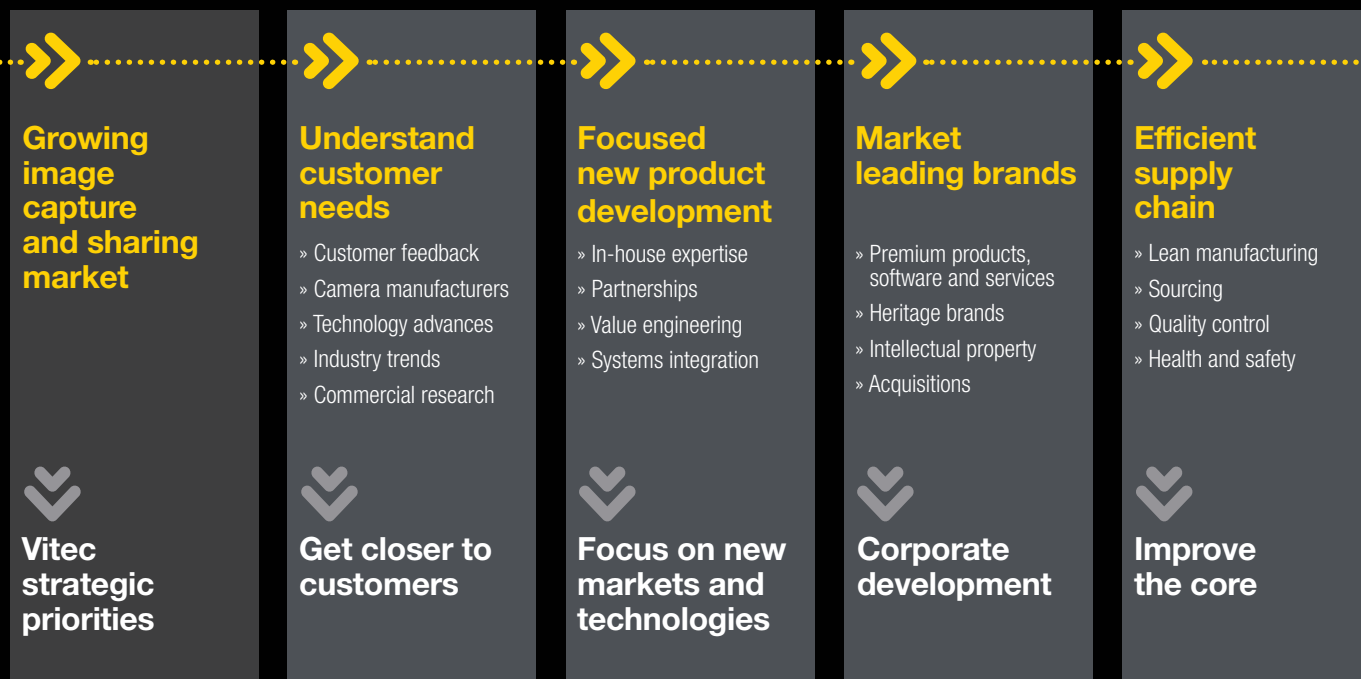 Growing
image
capture
and sharing
market
Vitec
strategic
priorities
Understand
customer
needs
» Customer feedback
» Camera manufacturers
» Technology advances
» Industry trends
» Commercial research
Get closer to
customers
Focused
new product
development
» In-house expertise
» Partnerships
» Value engineering
» Systems integration
Focus on new
markets and
technologies
Market
leading brands
» Premium products,
software and services
» Heritage brands
» Intellectual property
» Acquisitions
Corporate
development
Efficient
supply
chain
» Lean manufacturing
» Sourcing
» Quality control
» Health and safety
Improve
the core